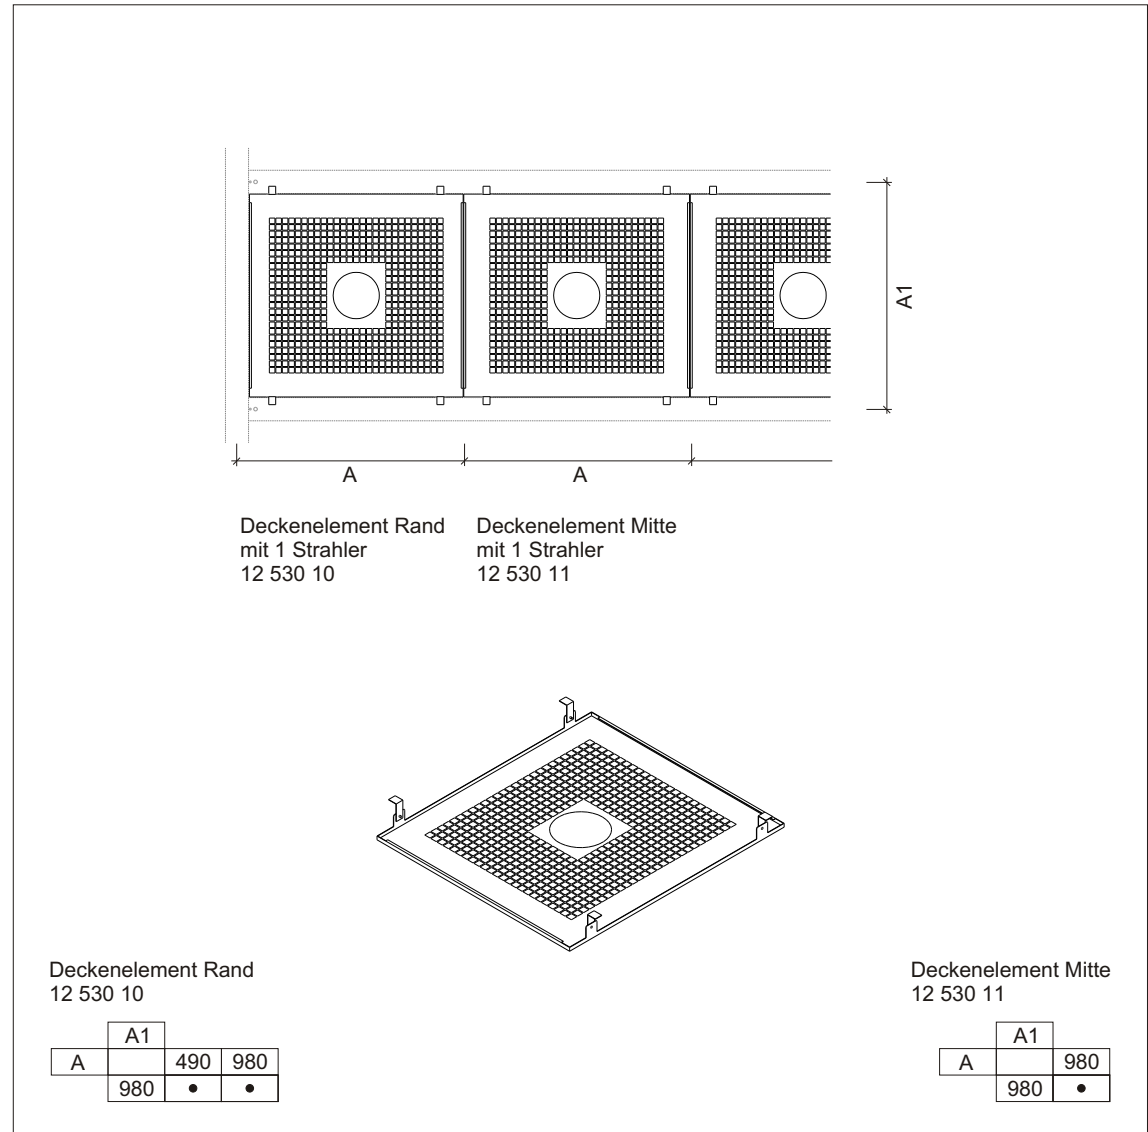 A1
A A
Deckenelement Rand
mit 1 Strahler
12 530 10
Deckenelement Mitte
mit 1 Strahler
12 530 11
Deckenelement Rand
12 530 10
A1
A 490 980
980 • •
Deckenelement Mitte
12 530 11
A1
A 980
980 •